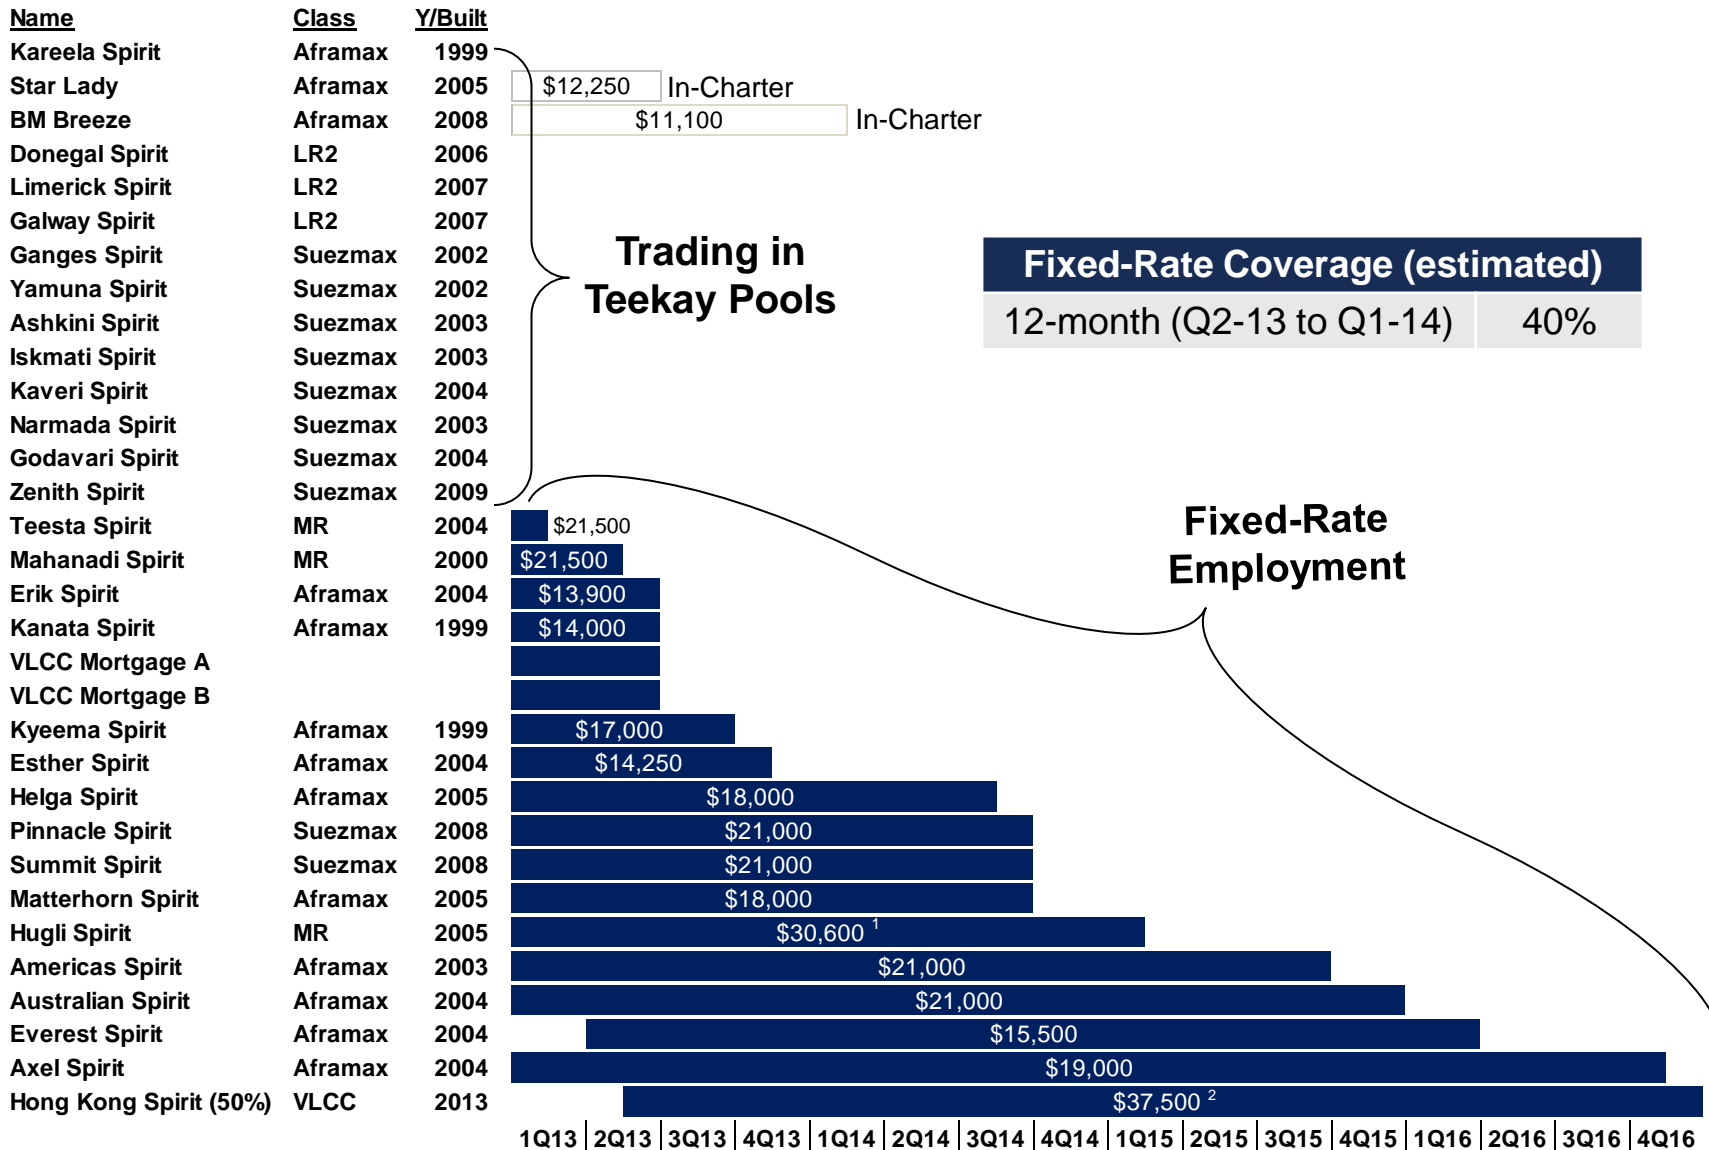 Name Class Y/Built
Kareela Spirit Aframax 1999
Star Lady Aframax 2005 $12,250 In-Charter
BM Breeze Aframax 2008 $11,100 In-Charter
Donegal Spirit LR2 2006
Limerick Spirit LR2 2007
Galway Spirit LR2 2007
Ganges Spirit Suezmax 2002
Yamuna Spirit Suezmax 2002
Ashkini Spirit Suezmax 2003
Iskmati Spirit Suezmax 2003
Kaveri Spirit Suezmax 2004
Narmada Spirit Suezmax 2003
Godavari Spirit Suezmax 2004
Zenith Spirit Suezmax 2009
Trading in
Teekay Pools
Fixed-Rate Coverage (estimated)
12-month (Q2-13 to Q1-14) 40%
Fixed-Rate
Employment
Teesta Spirit MR 2004 $21,500
Mahanadi Spirit MR 2000 $21,500
Erik Spirit Aframax 2004 $13,900
Kanata Spirit Aframax 1999 $14,000
VLCC Mortgage A
VLCC Mortgage B
Kyeema Spirit Aframax 1999 $17,000
Esther Spirit Aframax 2004 $14,250
Helga Spirit Aframax 2005 $18,000
Pinnacle Spirit Suezmax 2008 $21,000
Summit Spirit Suezmax 2008 $21,000
Matterhorn Spirit Aframax 2005 $18,000
Hugli Spirit MR 2005 $30,600 1
Americas Spirit Aframax 2003 $21,000
Australian Spirit Aframax 2004 $21,000
Everest Spirit Aframax 2004 $15,500
Axel Spirit Aframax 2004 $19,000
Hong Kong Spirit (50%) VLCC 2013 $37,500 2
1Q13 2Q13 3Q13 4Q13 1Q14 2Q14 3Q14 4Q14 1Q15 2Q15 3Q15 4Q15 1Q16 2Q16 3Q16 4Q16